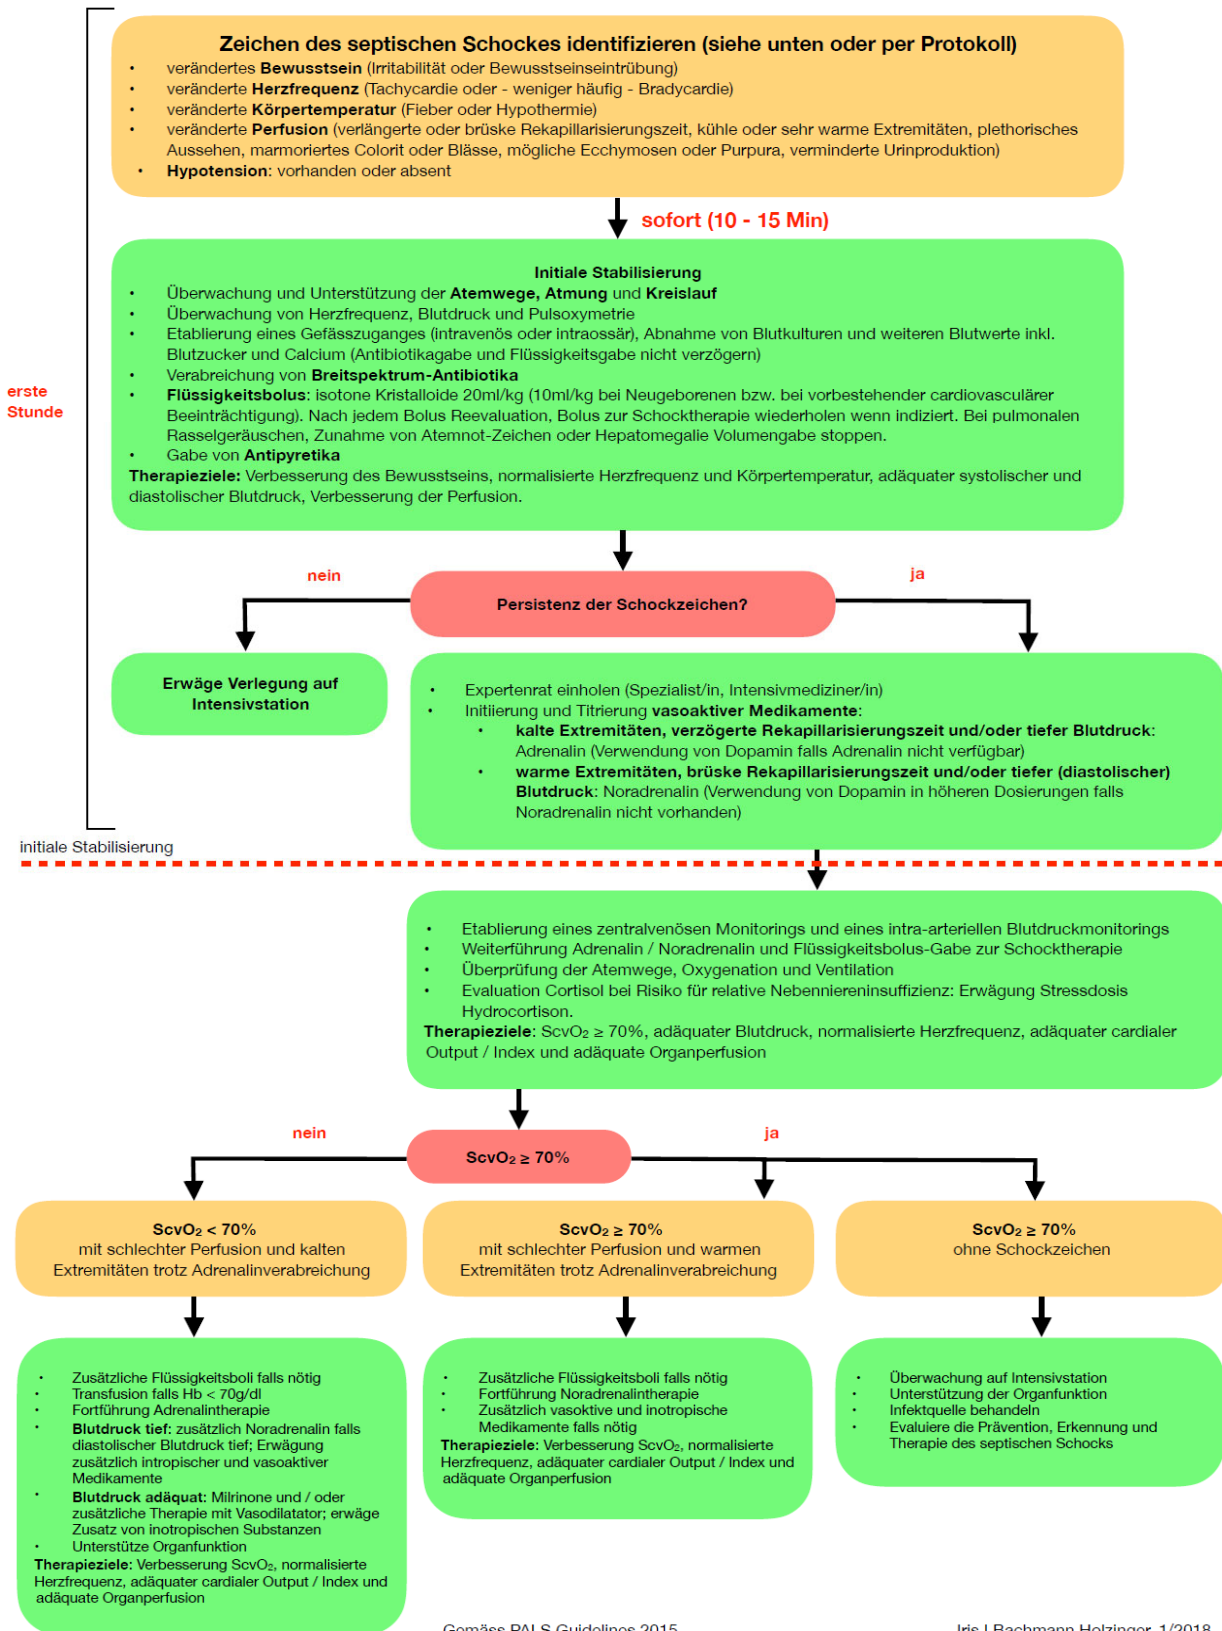 Zeichen des septischen Schockes identifizieren (siehe unten oder per Protokoll)
• verändertes Bewusstsein (Irritabilität oder Bewusstseinseintrübung)
• veränderte Herzfrequenz (Tachycardie oder - weniger häufig - Bradycardie)
• veränderte Körpertemperatur (Fieber oder Hypothermie)
• veränderte Perfusion (verlängerte oder brüske Rekapillarisierungszeit, kühle oder sehr warme Extremitäten, plethorisches
Aussehen, marmoriertes Colorit oder Blässe, mögliche Ecchymosen oder Purpura, verminderte Urinproduktion)
• Hypotension: vorhanden oder absent
sofort (10 - 15 Min)
erste
Stunde
Initiale Stabilisierung
• Überwachung und Unterstützung der Atemwege, Atmung und Kreislauf
• Überwachung von Herzfrequenz, Blutdruck und Pulsoxymetrie
• Etablierung eines Gefässzuganges (intravenös oder intraossär), Abnahme von Blutkulturen und weiteren Blutwerte inkl.
Blutzucker und Calcium (Antibiotikagabe und Flüssigkeitsgabe nicht verzögern)
• Verabreichung von Breitspektrum-Antibiotika
• Flüssigkeitsbolus: isotone Kristalloide 20ml/kg (10ml/kg bei Neugeborenen bzw. bei vorbestehender cardiovasculärer
Beeinträchtigung). Nach jedem Bolus Reevaluation, Bolus zur Schocktherapie wiederholen wenn indiziert. Bei pulmonalen
Rasselgeräuschen, Zunahme von Atemnot-Zeichen oder Hepatomegalie Volumengabe stoppen.
• Gabe von Antipyretika
Therapieziele: Verbesserung des Bewusstseins, normalisierte Herzfrequenz und Körpertemperatur, adäquater systolischer und
diastolischer Blutdruck, Verbesserung der Perfusion.
nein
ja
Persistenz der Schockzeichen?
Erwäge Verlegung auf
Intensivstation
• Expertenrat einholen (Spezialist/in, Intensivmediziner/in)
• Initiierung und Titrierung vasoaktiver Medikamente:
• kalte Extremitäten, verzögerte Rekapillarisierungszeit und/oder tiefer Blutdruck:
Adrenalin (Verwendung von Dopamin falls Adrenalin nicht verfügbar)
• warme Extremitäten, brüske Rekapillarisierungszeit und/oder tiefer (diastolischer)
Blutdruck: Noradrenalin (Verwendung von Dopamin in höheren Dosierungen falls
Noradrenalin nicht vorhanden)
initiale Stabilisierung
• Etablierung eines zentralvenösen Monitorings und eines intra-arteriellen Blutdruckmonitorings
• Weiterführung Adrenalin / Noradrenalin und Flüssigkeitsbolus-Gabe zur Schocktherapie
• Überprüfung der Atemwege, Oxygenation und Ventilation
• Evaluation Cortisol bei Risiko für relative Nebenniereninsuffizienz: Erwägung Stressdosis
Hydrocortison.
Therapieziele: ScvO₂ ≥ 70%, adäquater Blutdruck, normalisierte Herzfrequenz, adäquater cardialer
Output / Index und adäquate Organperfusion
nein
ja
ScvO₂ ≥ 70%
ScvO₂ < 70%
mit schlechter Perfusion und kalten
Extremitäten trotz Adrenalinverabreichung
ScvO₂ ≥ 70%
mit schlechter Perfusion und warmen
Extremitäten trotz Adrenalinverabreichung
ScvO₂ ≥ 70%
ohne Schockzeichen
• Zusätzliche Flüssigkeitsboli falls nötig
• Transfusion falls Hb < 70g/dl
• Fortführung Adrenalintherapie
• Blutdruck tief: zusätzlich Noradrenalin falls
diastolischer Blutdruck tief; Erwägung
zusätzlich intropischer und vasoaktiver
Medikamente
• Blutdruck adäquat: Milrinone und / oder
zusätzliche Therapie mit Vasodilatator; erwäge
Zusatz von inotropischen Substanzen
• Unterstütze Organfunktion
Therapieziele: Verbesserung ScvO₂, normalisierte
Herzfrequenz, adäquater cardialer Output / Index und
adäquate Organperfusion
• Zusätzliche Flüssigkeitsboli falls nötig
• Fortführung Noradrenalintherapie
• Zusätzlich vasoktive und inotropische
Medikamente falls nötig
Therapieziele: Verbesserung ScvO₂, normalisierte
Herzfrequenz, adäquater cardialer Output / Index und
adäquate Organperfusion
• Überwachung auf Intensivstation
• Unterstützung der Organfunktion
• Infektquelle behandeln
• Evaluiere die Prävention, Erkennung und
Therapie des septischen Schocks
Gemäss PALS Guidelines 2015
Iris I Bachmann Holzinger, 1/2018